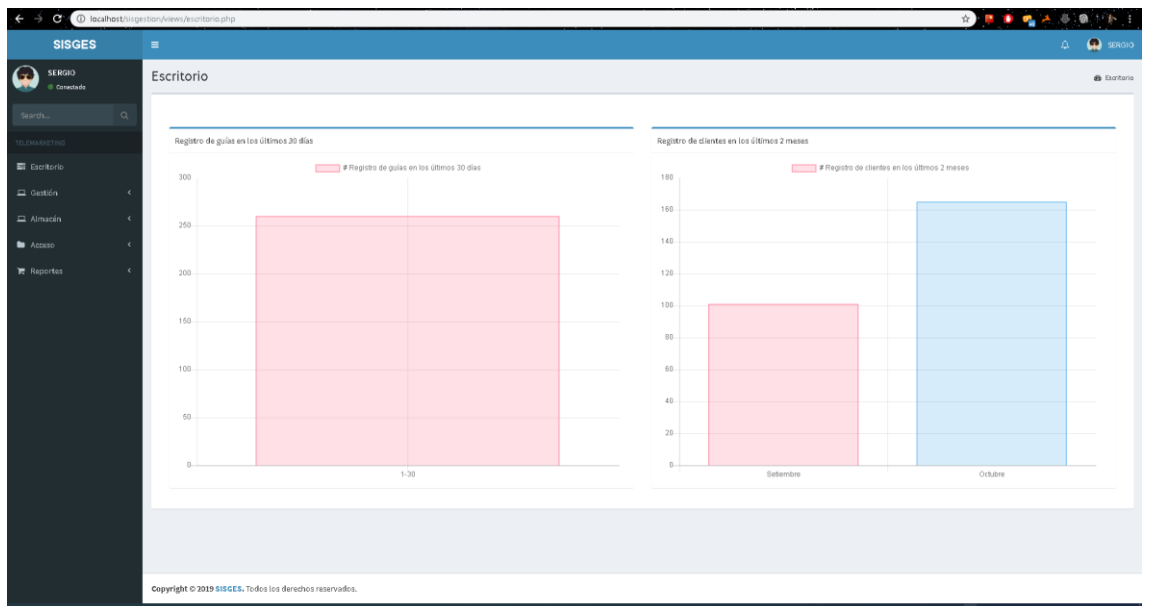 localhost/sisgestion/views/escritorio.php
SISGES
SERGIO
SERGIO
Conectado
Search...
TELEMARKETING
Escritorio
Gestión
Almacén
Acceso
Reportes
Escritorio
Escritorio
Registro de guías en los últimos 30 días
# Registro de guias en los últimos 30 días
300
250
200
150
100
50
0
1-30
Registro de clientes en los últimos 2 meses
# Registro de clientes en los últimos 2 meses
180
160
140
120
100
80
60
40
20
0
Setiembre
Octubre
Copyright © 2019 SISGES. Todos los derechos reservados.